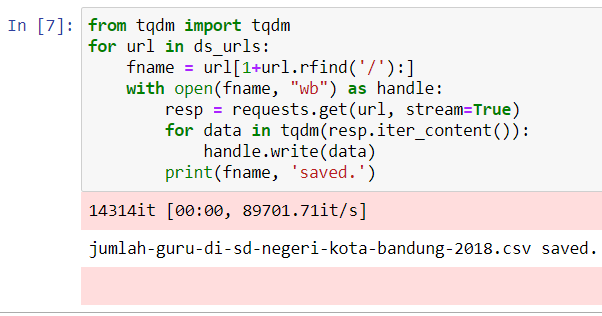 In [7]: from tqdm import tqdm
for url in ds_urls:
    fname = url[1+url.rfind('/'):]
    with open(fname, "wb") as handle:
        resp = requests.get(url, stream=True)
        for data in tqdm(resp.iter_content()):
            handle.write(data)
        print(fname, 'saved.')
14314it [00:00, 89701.71it/s]
jumlah-guru-di-sd-negeri-kota-bandung-2018.csv saved.